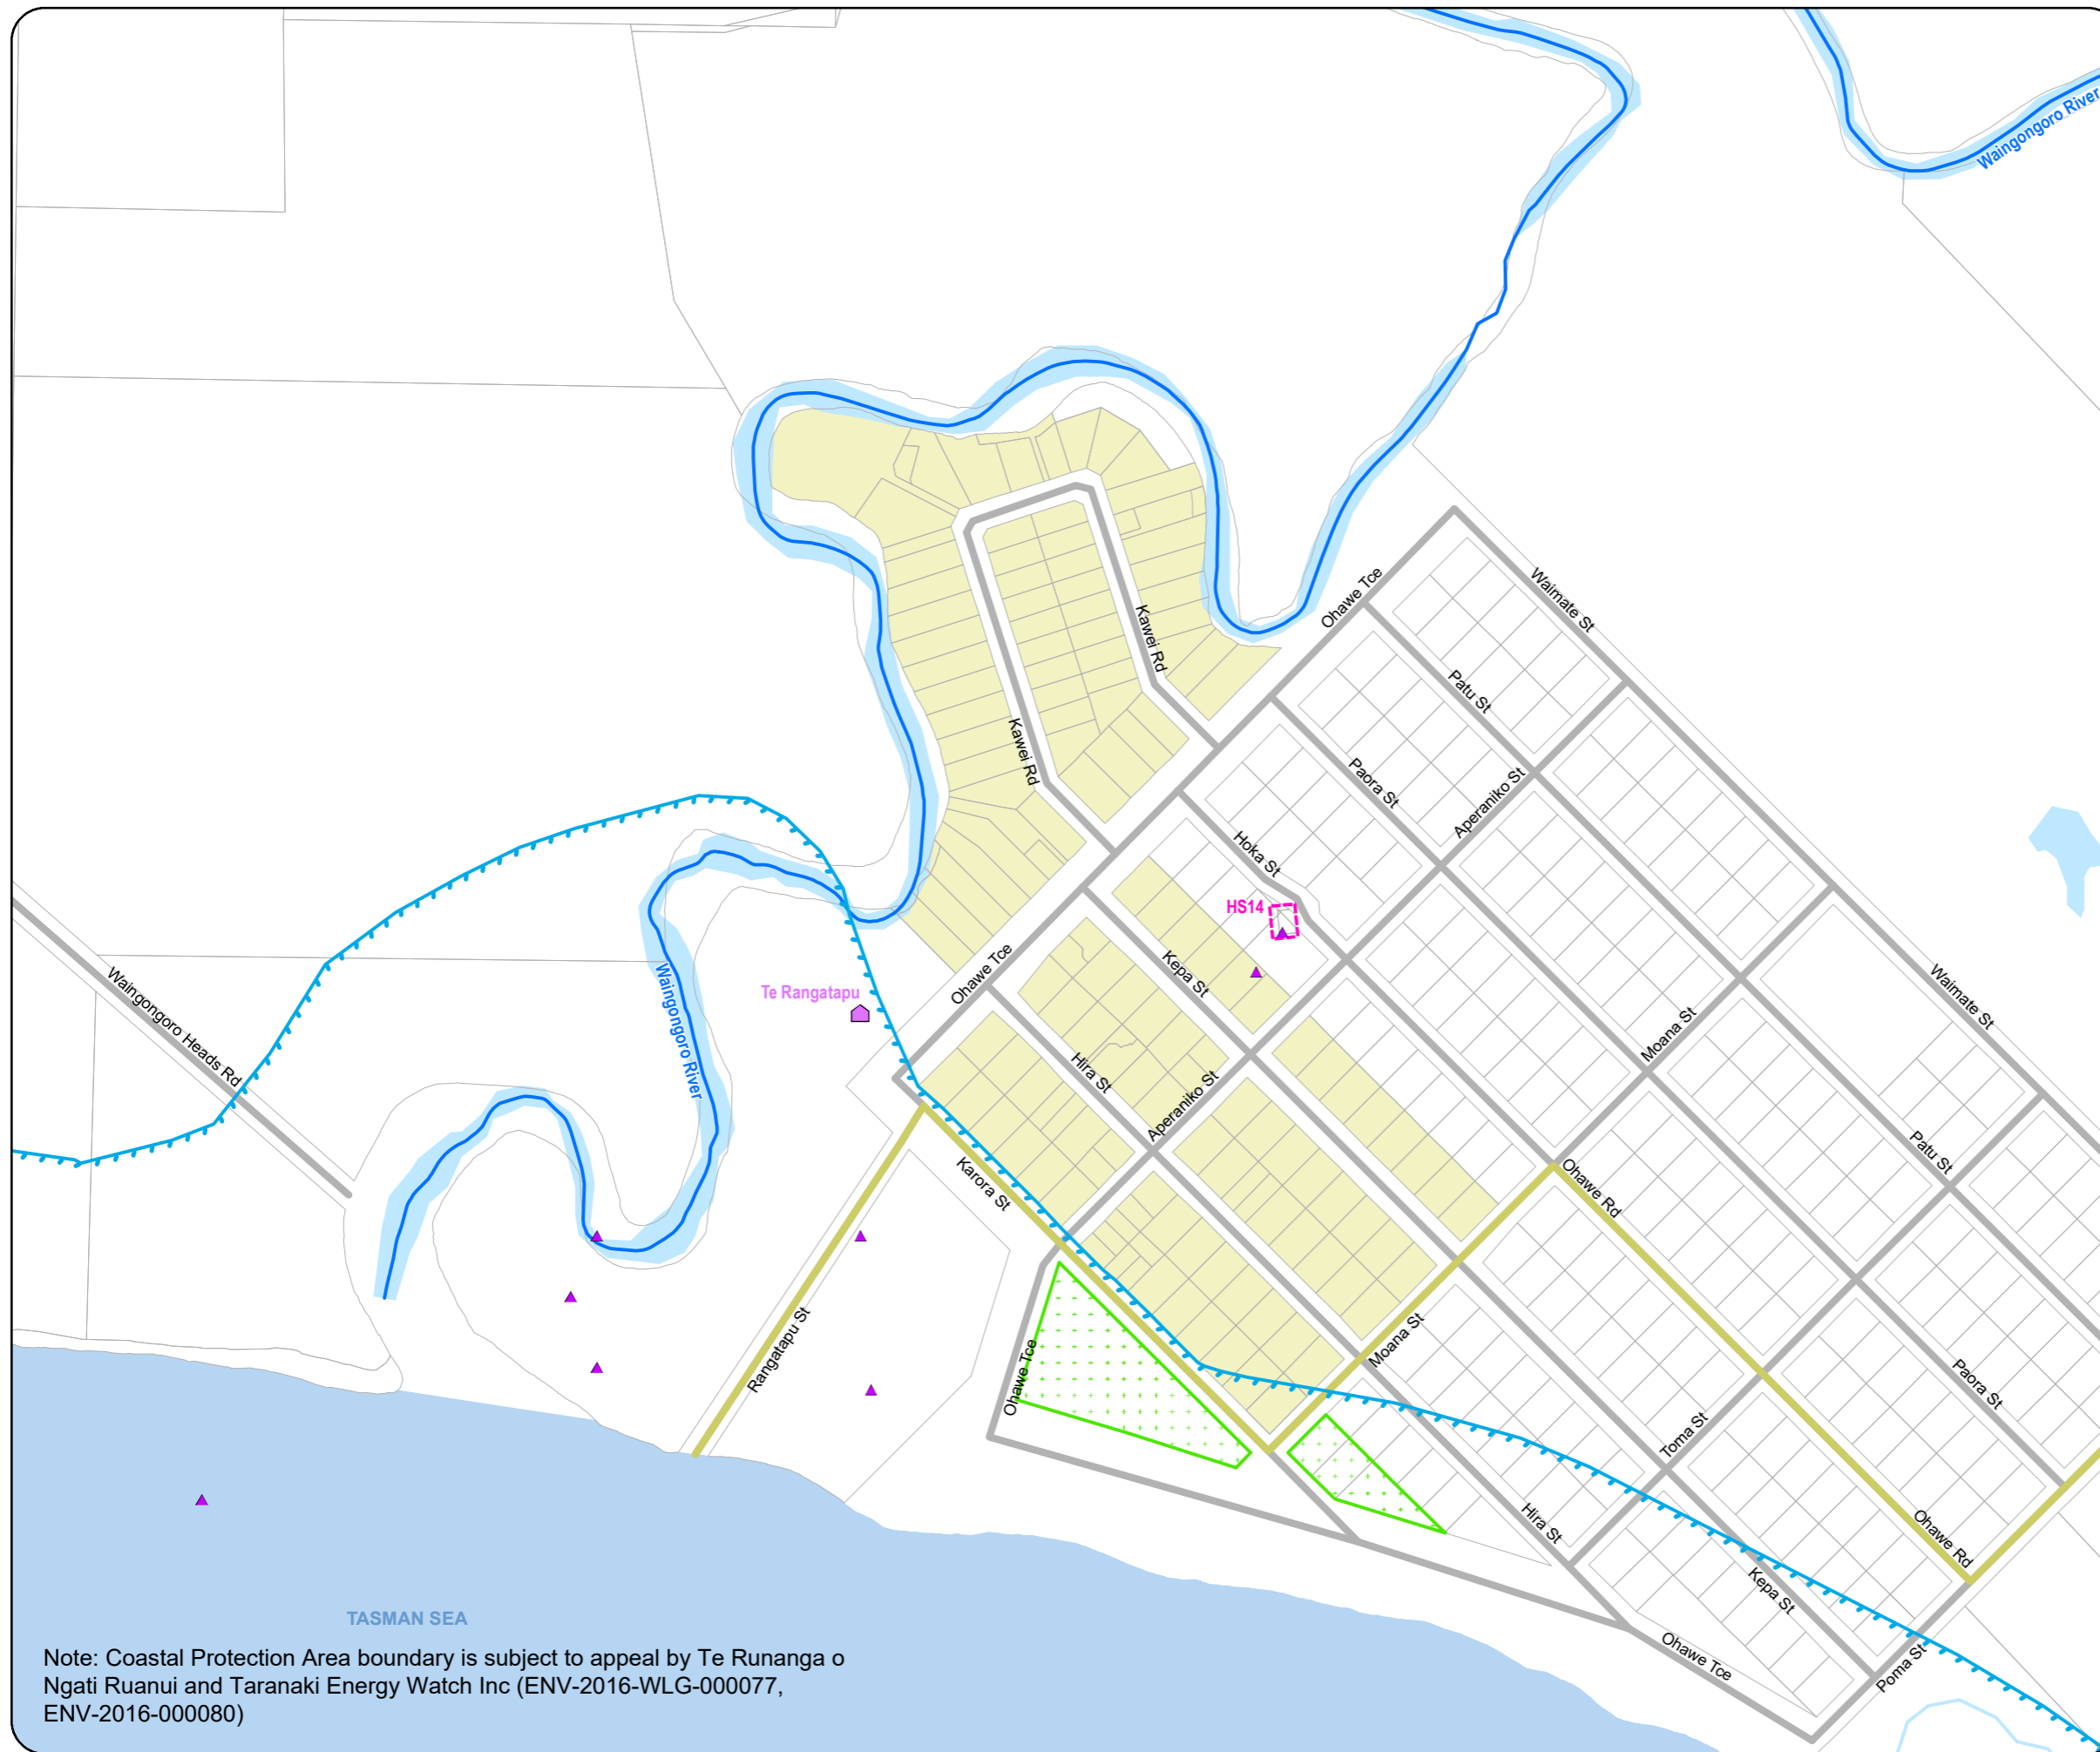 Waingongoro River
Ohawe Tce
Waimate St
Kawei Rd
Patu St
Kawei Rd
Paora St
Aperaniko St
Hoka St
HS14
Ohawe Tce
Kepa St
Waimate St
Te Rangatapu
Waingongoro River
Waingongoro Heads Rd
Moana St
Hira St
Aperaniko St
Patu St
Karora St
Ohawe Rd
Rangatapu St
Ohawe Tce
Moana St
Paora St
Toma St
Hira St
Ohawe Rd
Kepa St
Ohawe Tce
Poma St
TASMAN SEA
Note: Coastal Protection Area boundary is subject to appeal by Te Runanga o
Ngati Ruanui and Taranaki Energy Watch Inc (ENV-2016-WLG-000077,
ENV-2016-000080)